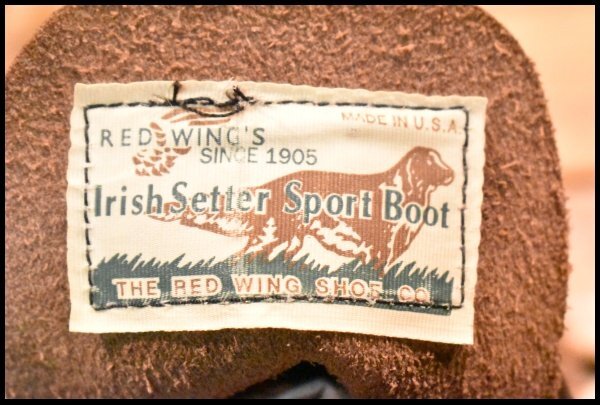 MADE IN U.S.A.
RED WING'S
SINCE 1905
Irish Setter Sport Boot
THE RED WING SHOE CO.